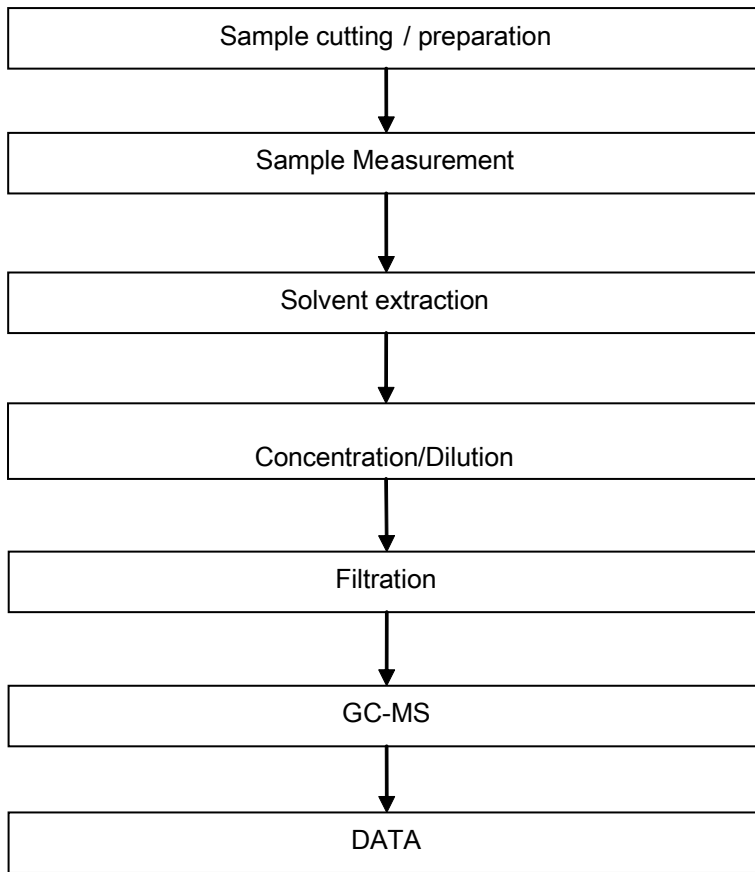 Sample cutting / preparation
Sample Measurement
Solvent extraction
Concentration/Dilution
Filtration
GC-MS
DATA